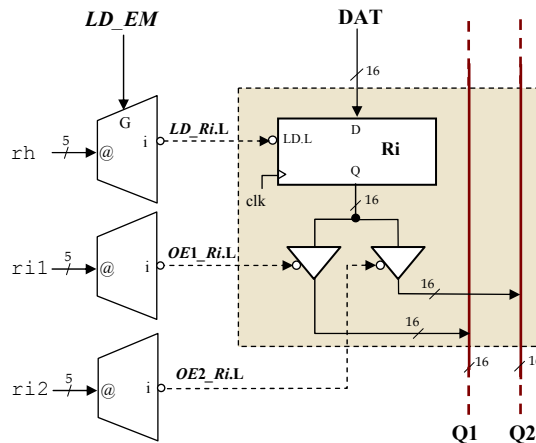 LD_EM
DAT
16
G
5
LD_Ri.L
rh
@
i
LD.L
D
Ri
Q
clk
16
5
OE1_Ri.L
ri1
@
i
16
16
5
OE2_Ri.L
ri2
@
i
16
16
Q1
Q2